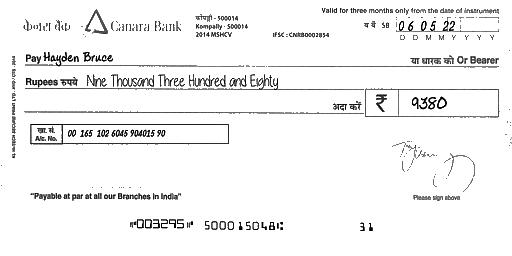 Valid for three months only from the date of instrument
केनरा बैंक Canara Bank
कोंपल्ली - 500014
Kompally - 500014
2014 MSHCV
IFSC : CNRB0002854
SB 06 05 22
D D M M Y Y Y Y
Pay Hayden Bruce या धारक को Or Bearer
Rupees रुपये Nine Thousand Three Hundred and Eighty
अदा करें ₹ 9380
खा. सं.
A/c. No. 00 165 102 6045 904015 90
"Payable at par at all our Branches in India"
Please sign above
⑈003295⑈ 500015048⑆ 31